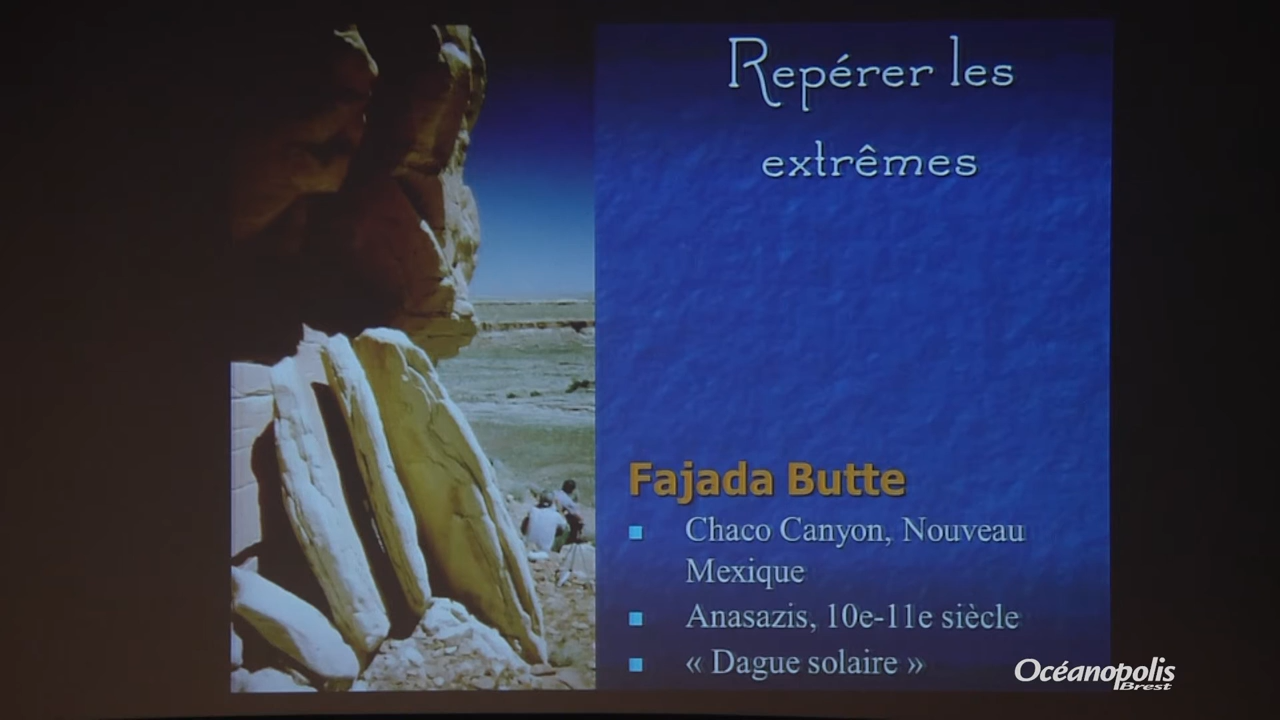 Repérer les
extrêmes
Fajada Butte
Chaco Canyon, Nouveau
Mexique
Anasazis, 10e-11e siècle
« Dague solaire »
Océanopolis
Brest